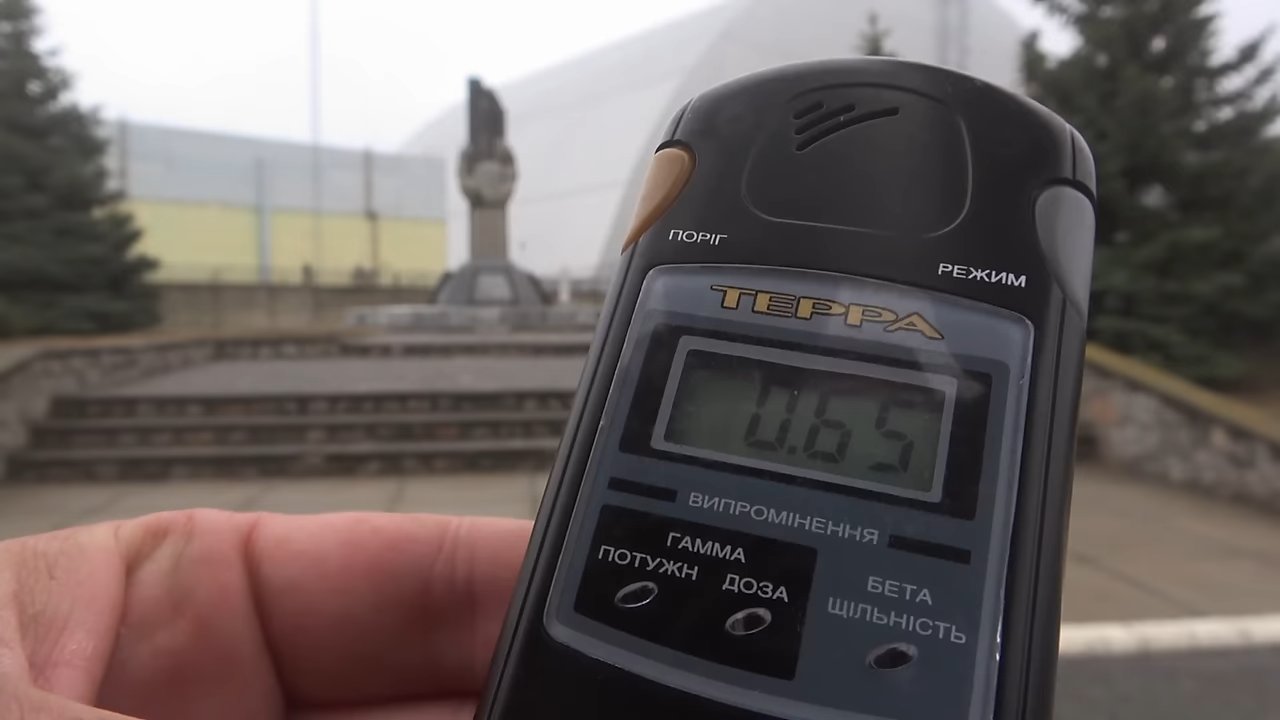 ПОРІГ
РЕЖИМ
ТЕРРА
0.65
ВИПРОМІНЕННЯ
ГАММА
ПОТУЖН ДОЗА
БЕТА
ЩІЛЬНІСТЬ